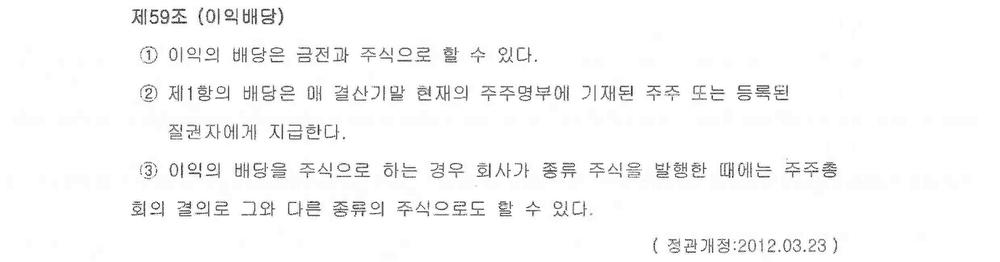 제59조 (이익배당)
① 이익의 배당은 금전과 주식으로 할 수 있다.
② 제1항의 배당은 매 결산기말 현재의 주주명부에 기재된 주주 또는 등록된
질권자에게 지급한다.
③ 이익의 배당을 주식으로 하는 경우 회사가 종류 주식을 발행한 때에는 주주총
회의 결의로 그와 다른 종류의 주식으로도 할 수 있다.
( 정관개정:2012.03.23 )